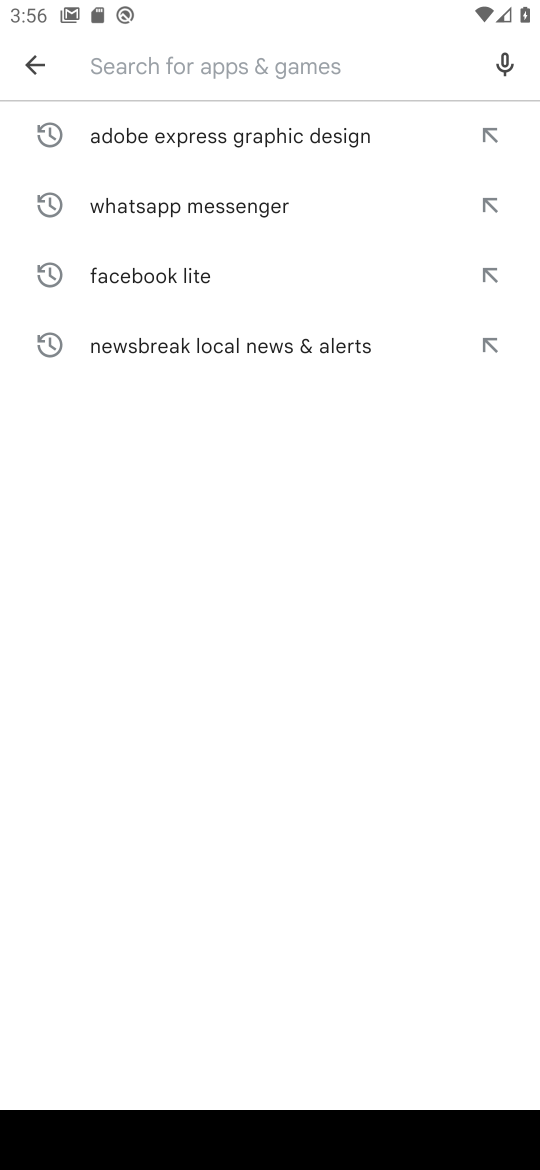 3:56
Search for apps & games
adobe express graphic design
whatsapp messenger
facebook lite
newsbreak local news & alerts